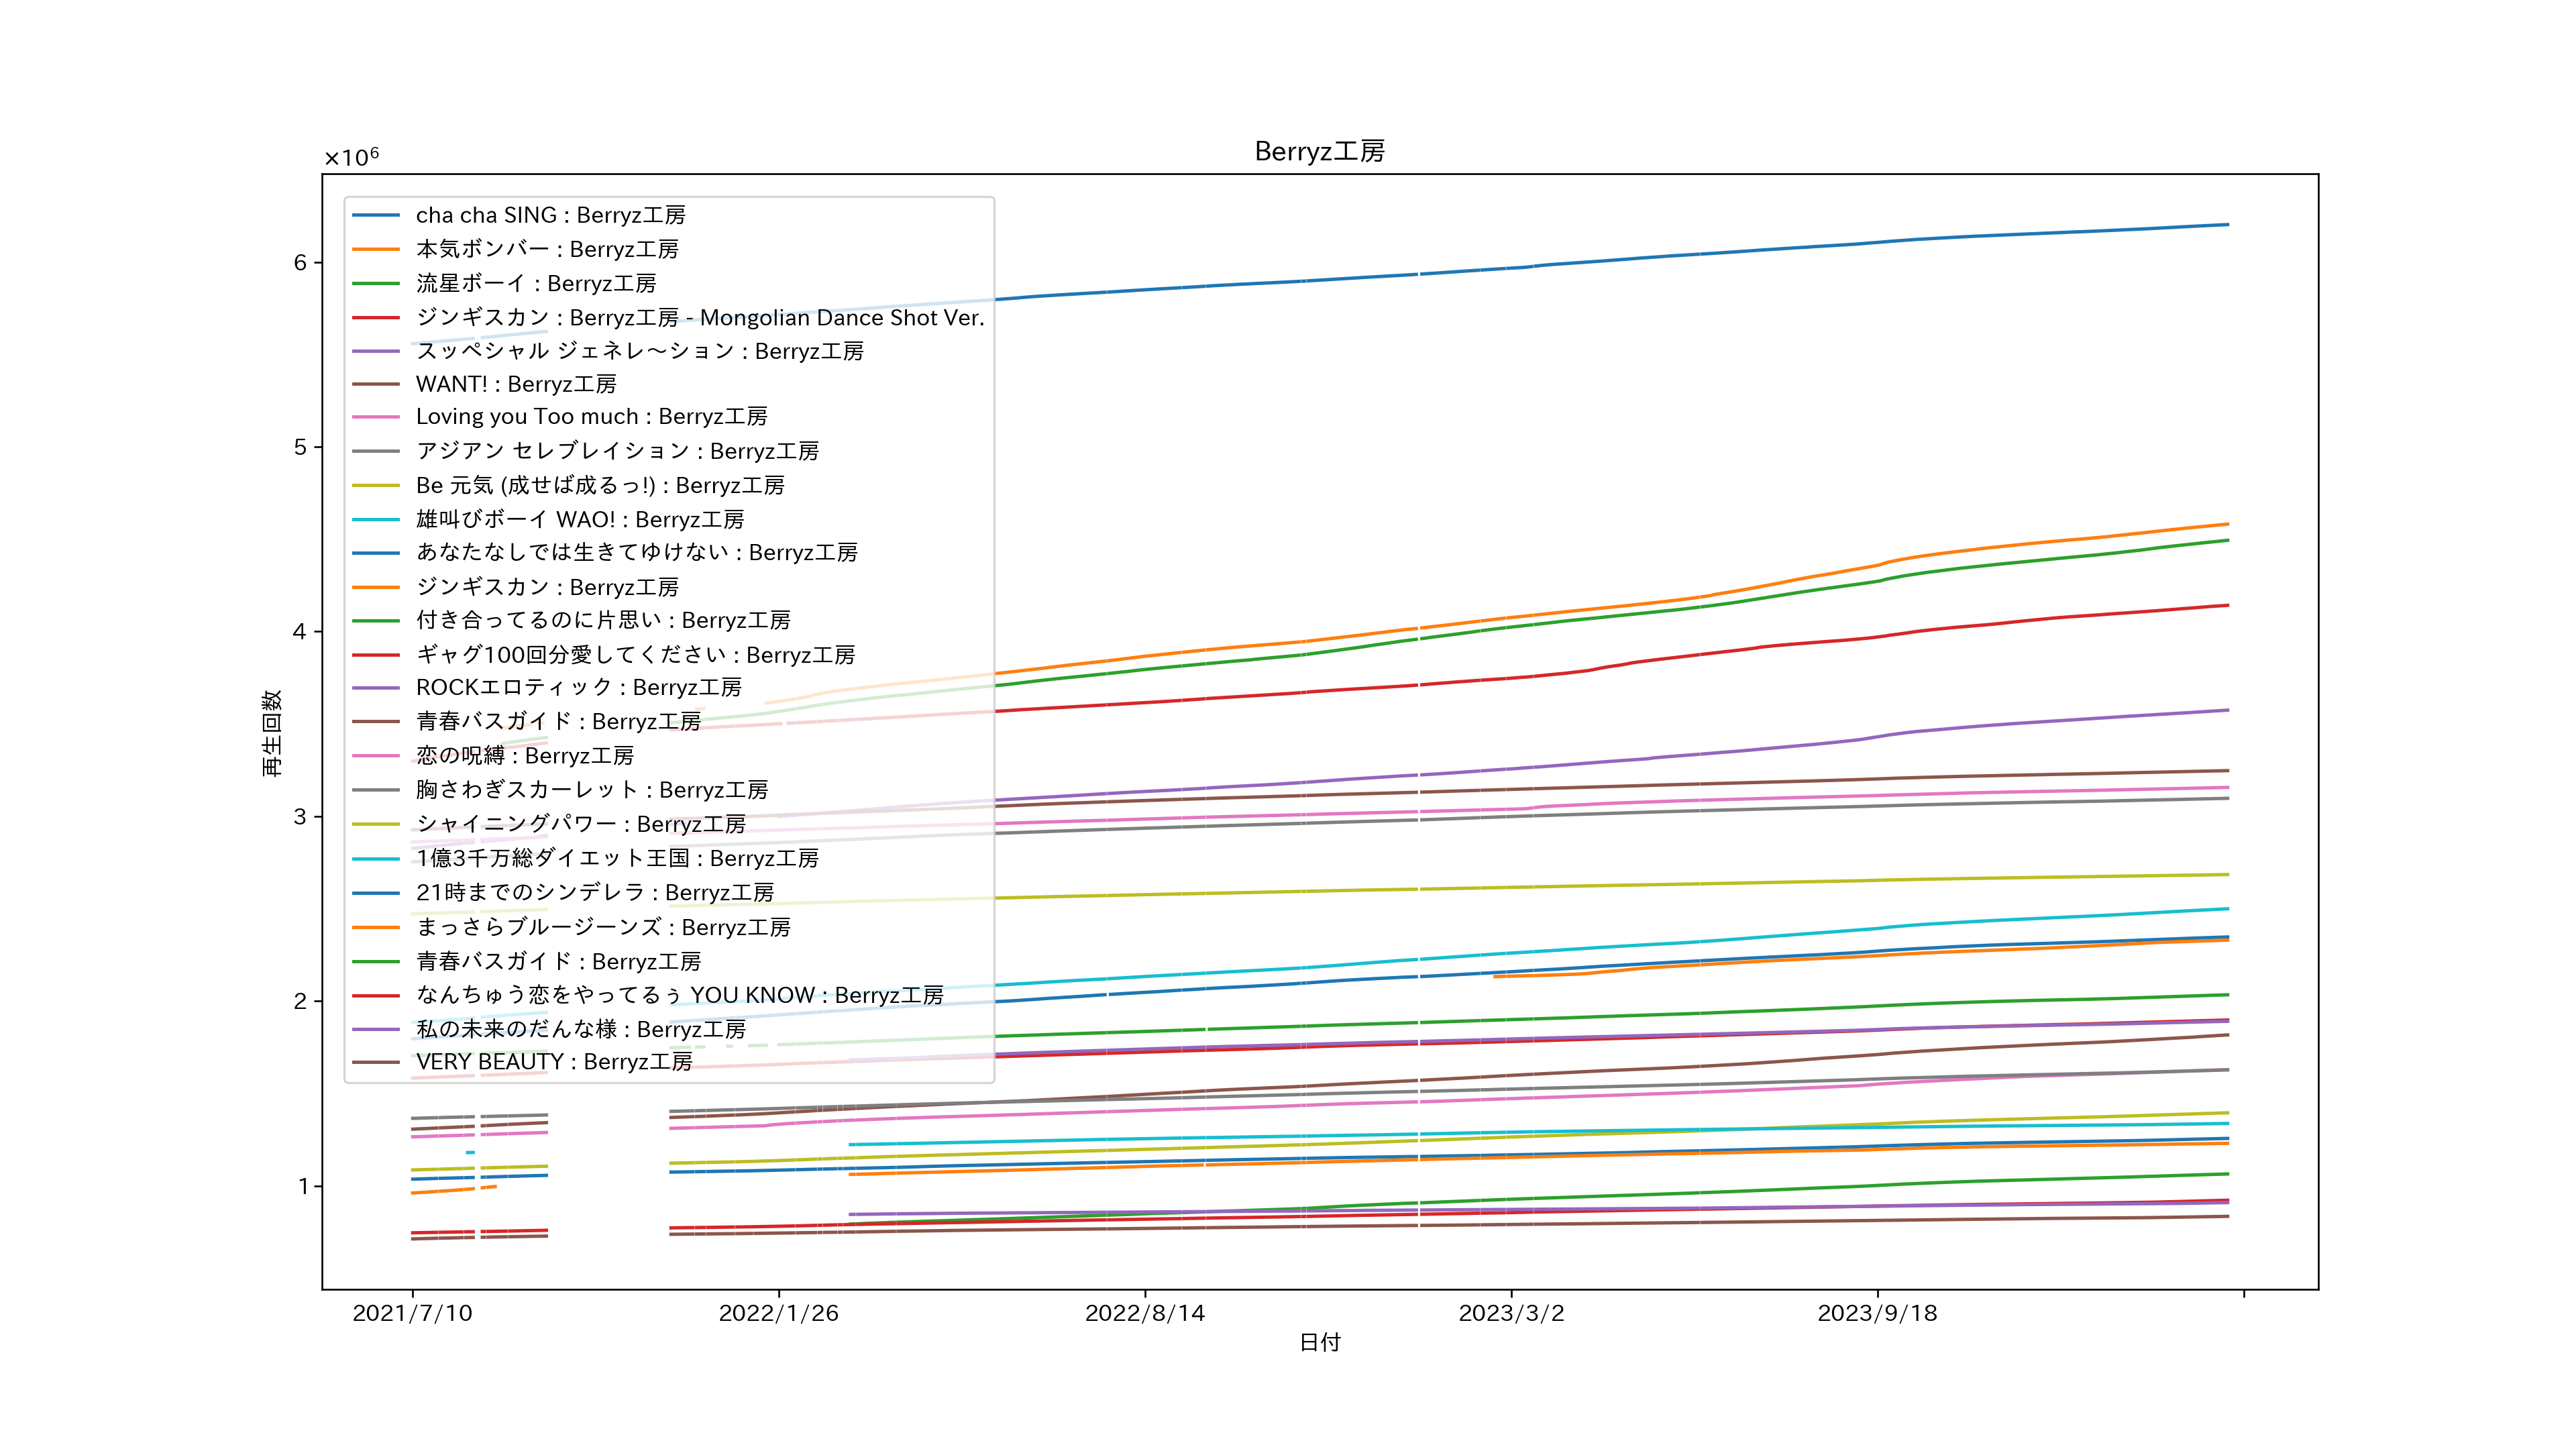 Berryz工房
×10⁶
cha cha SING : Berryz工房
本気ボンバー : Berryz工房
流星ボーイ : Berryz工房
ジンギスカン : Berryz工房 - Mongolian Dance Shot Ver.
スッペシャル ジェネレ〜ション : Berryz工房
WANT! : Berryz工房
Loving you Too much : Berryz工房
アジアン セレブレイション : Berryz工房
Be 元気 (成せば成るっ!) : Berryz工房
雄叫びボーイ WAO! : Berryz工房
あなたなしでは生きてゆけない : Berryz工房
ジンギスカン : Berryz工房
付き合ってるのに片思い : Berryz工房
ギャグ100回分愛してください : Berryz工房
ROCKエロティック : Berryz工房
青春バスガイド : Berryz工房
恋の呪縛 : Berryz工房
胸さわぎスカーレット : Berryz工房
シャイニングパワー : Berryz工房
1億3千万総ダイエット王国 : Berryz工房
21時までのシンデレラ : Berryz工房
まっさらブルージーンズ : Berryz工房
青春バスガイド : Berryz工房
なんちゅう恋をやってるぅ YOU KNOW : Berryz工房
私の未来のだんな様 : Berryz工房
VERY BEAUTY : Berryz工房
6
5
4
3
2
1
再生回数
2021/7/10
2022/1/26
2022/8/14
2023/3/2
2023/9/18
日付